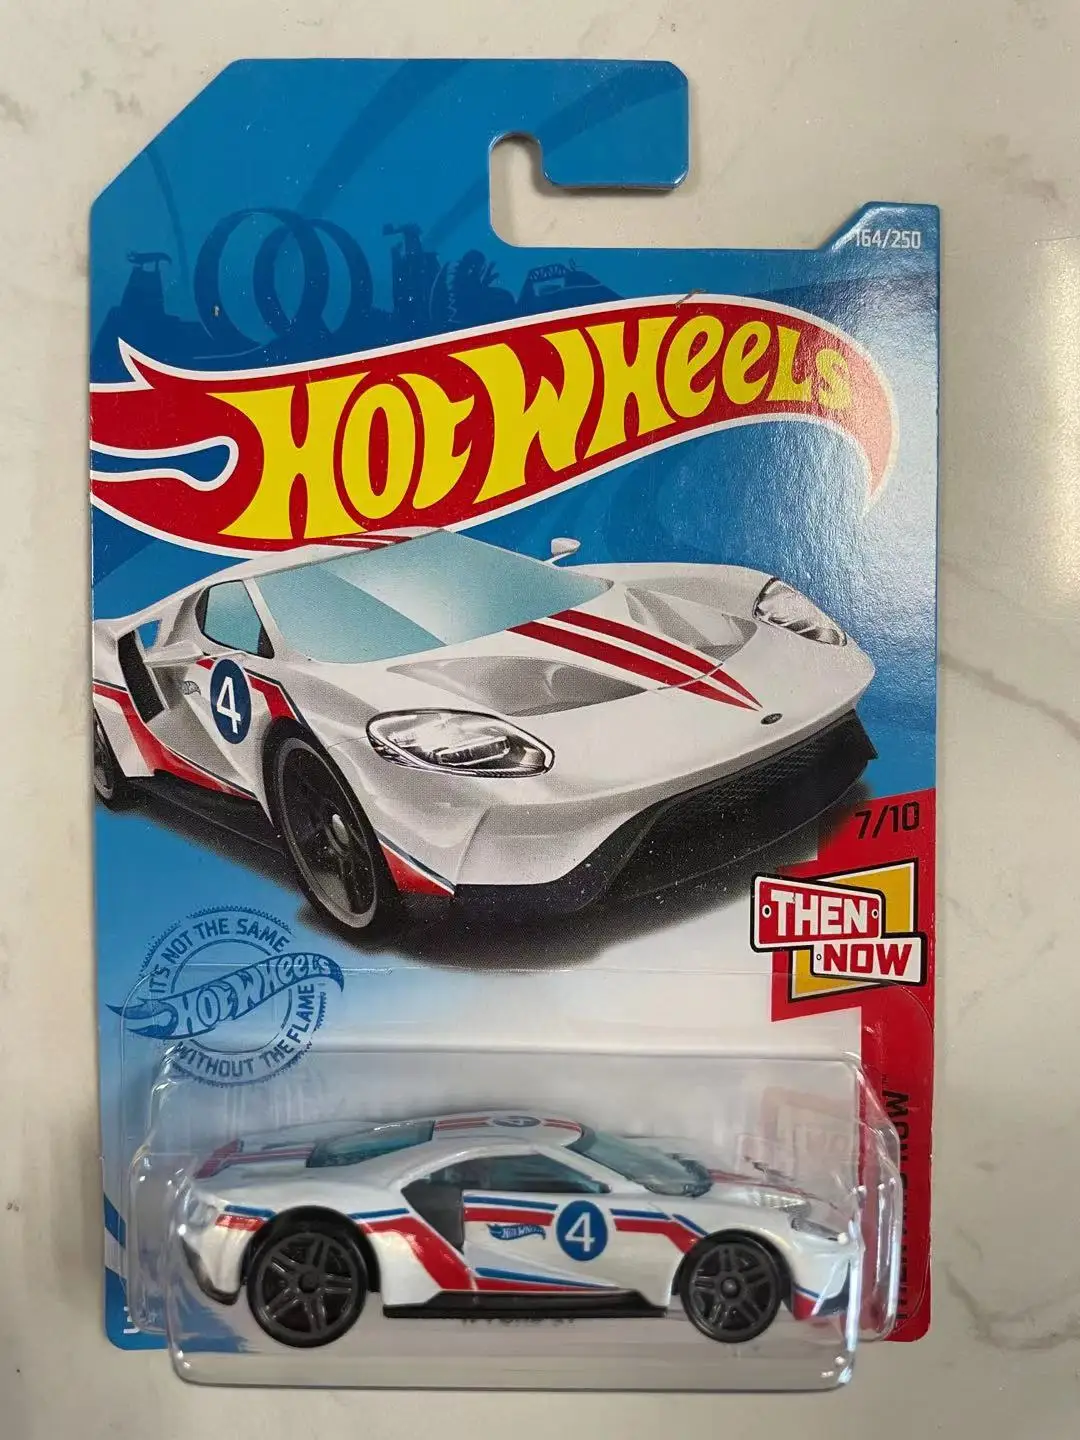 164/250
HOT WHEELS
4
7/10
THEN
NOW
IT'S NOT THE SAME
HOT WHEELS
WITHOUT THE FLAME
4
HOT WHEELS
4